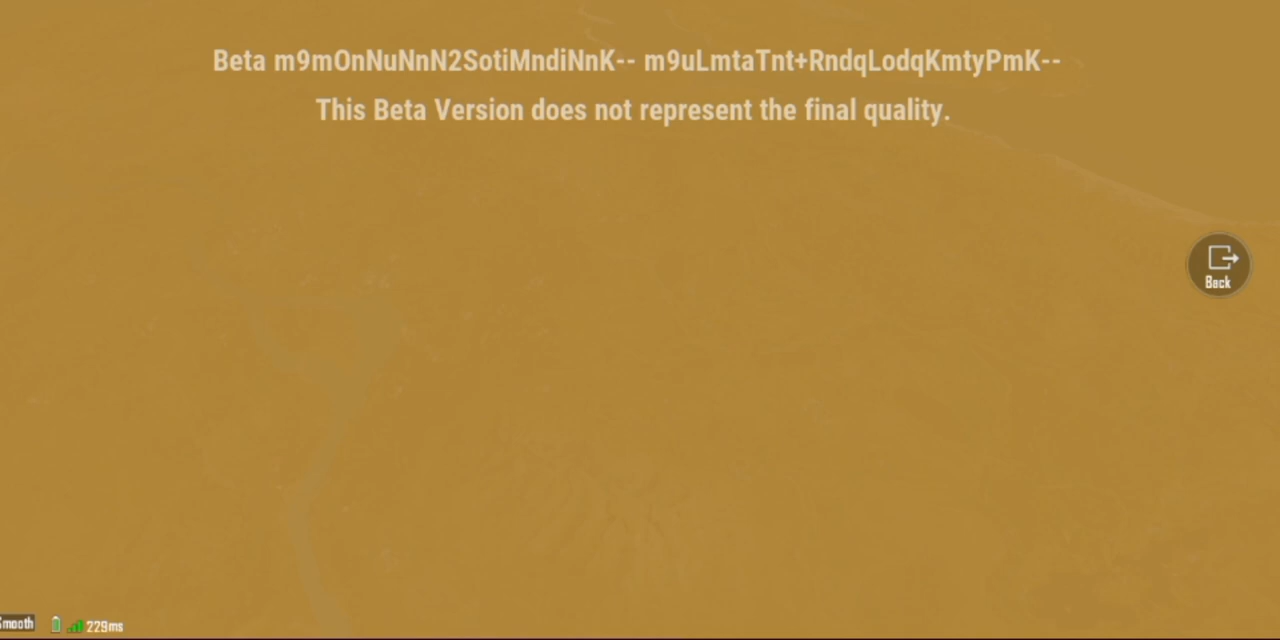 Beta m9mOnNuNnN2SotiMndiNnK-- m9uLmtaTnt+RndqLodqKmtyPmK--
This Beta Version does not represent the final quality.
Back
Smooth 229ms